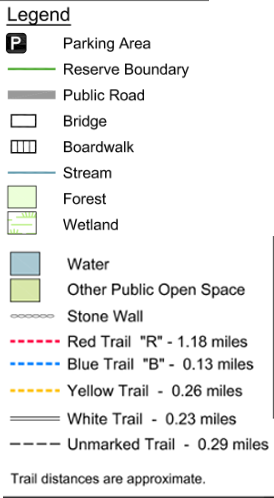 Legend
P Parking Area
Reserve Boundary
Public Road
Bridge
Boardwalk
Stream
Forest
Wetland
Water
Other Public Open Space
Stone Wall
Red Trail "R" - 1.18 miles
Blue Trail "B" - 0.13 miles
Yellow Trail - 0.26 miles
White Trail - 0.23 miles
Unmarked Trail - 0.29 miles
Trail distances are approximate.